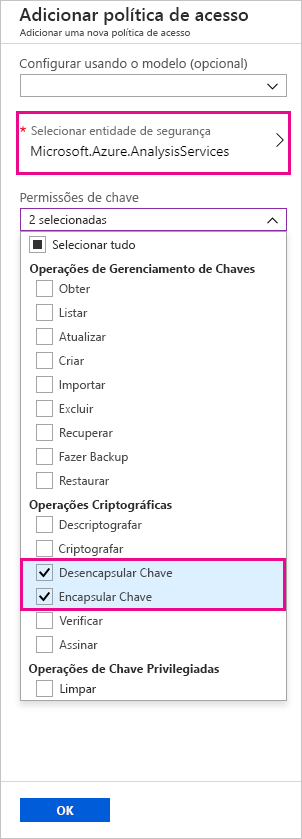 Adicionar política de acesso
Adicionar uma nova política de acesso
Configurar usando o modelo (opcional)
* Selecionar entidade de segurança
Microsoft.Azure.AnalysisServices
Permissões de chave
2 selecionadas
Selecionar tudo
Operações de Gerenciamento de Chaves
Obter
Listar
Atualizar
Criar
Importar
Excluir
Recuperar
Fazer Backup
Restaurar
Operações Criptográficas
Descriptografar
Criptografar
Desencapsular Chave
Encapsular Chave
Verificar
Assinar
Operações de Chave Privilegiadas
Limpar
OK